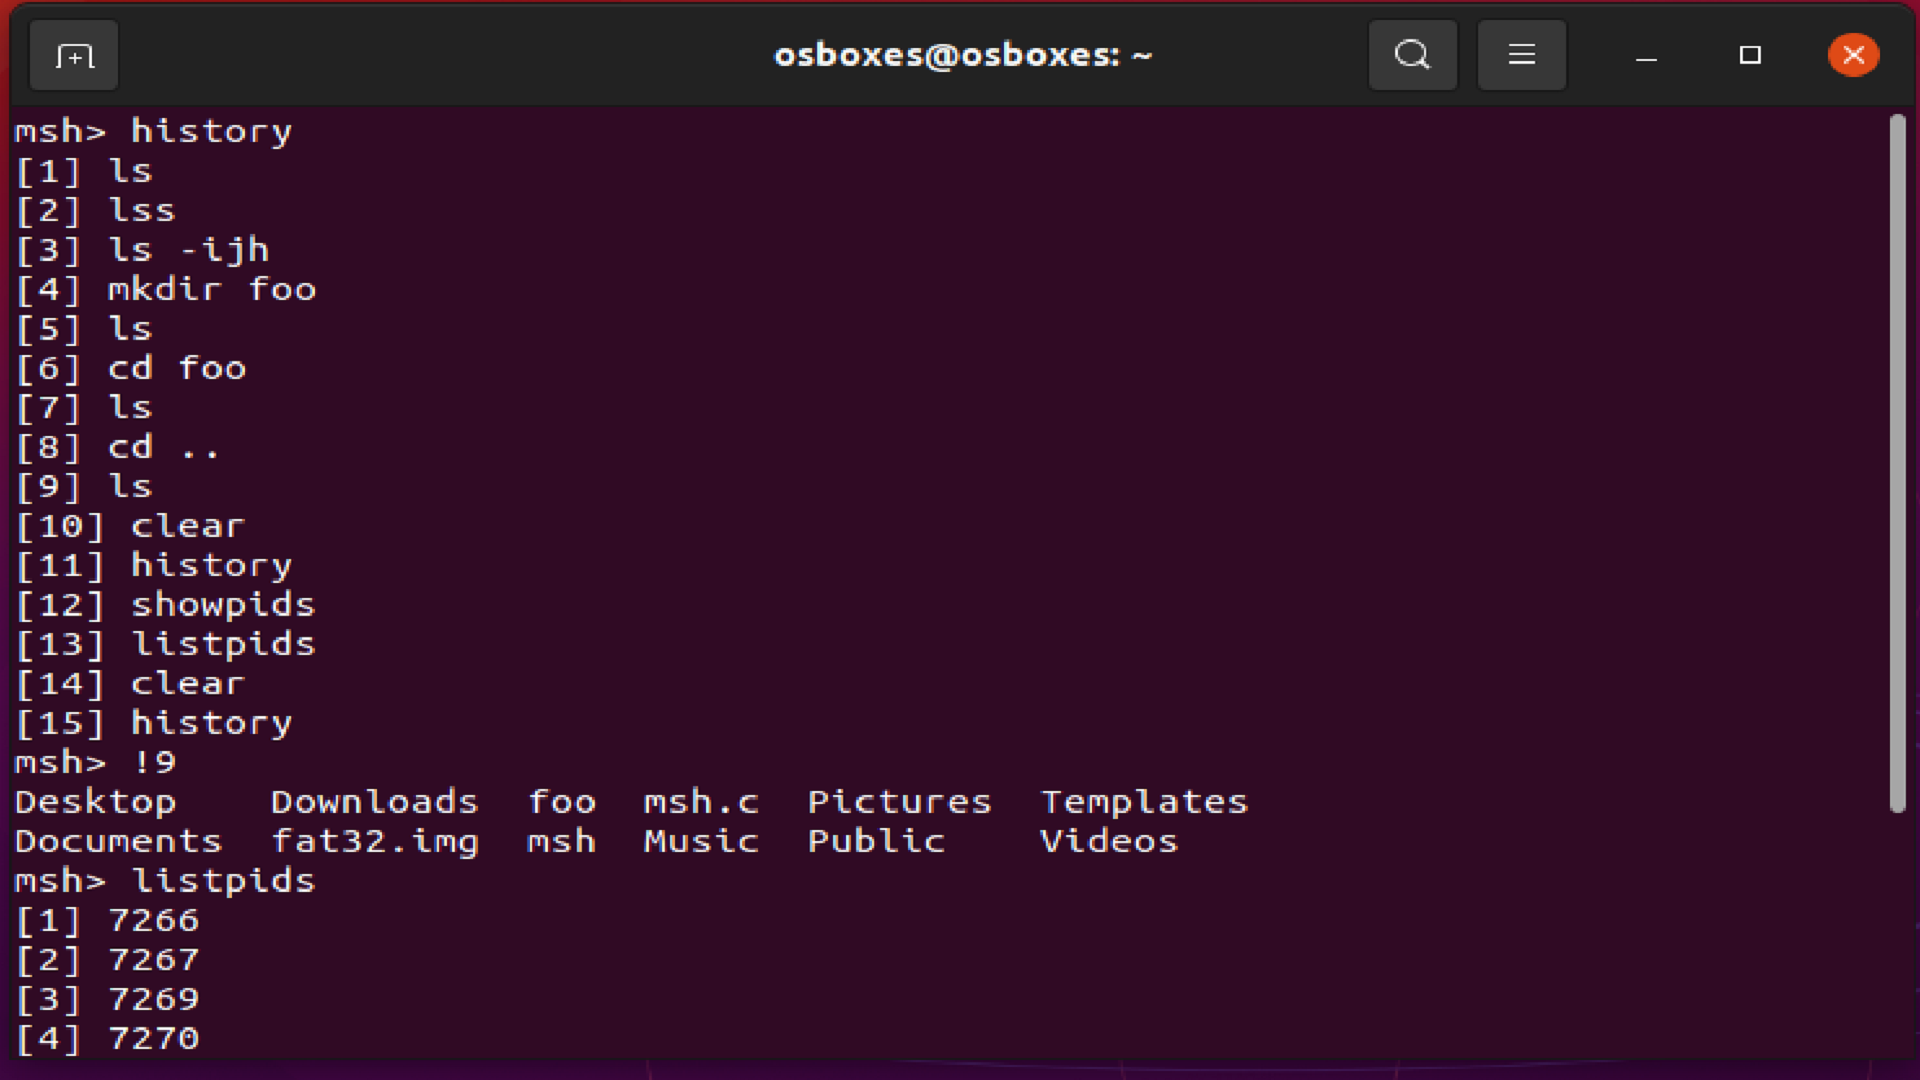 osboxes@osboxes: ~
msh> history
[1] ls
[2] lss
[3] ls -ijh
[4] mkdir foo
[5] ls
[6] cd foo
[7] ls
[8] cd ..
[9] ls
[10] clear
[11] history
[12] showpids
[13] listpids
[14] clear
[15] history
msh> !9
Desktop    Downloads  foo  msh.c  Pictures  Templates
Documents  fat32.img  msh  Music  Public    Videos
msh> listpids
[1] 7266
[2] 7267
[3] 7269
[4] 7270